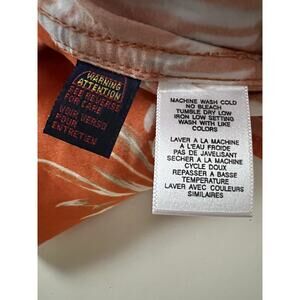 WARNING
ATTENTION
SEE REVERSE
FOR CARE
VOIR VERSO
POUR
ENTRETIEN
MACHINE WASH COLD
NO BLEACH
TUMBLE DRY LOW
IRON LOW SETTING
WASH WITH LIKE
COLORS
LAVER A LA MACHINE
A L'EAU FROIDE
PAS DE JAVELISANT
SECHER A LA MACHINE
CYCLE DOUX
REPASSER A BASSE
TEMPERATURE
LAVER AVEC COULEURS
SIMILAIRES